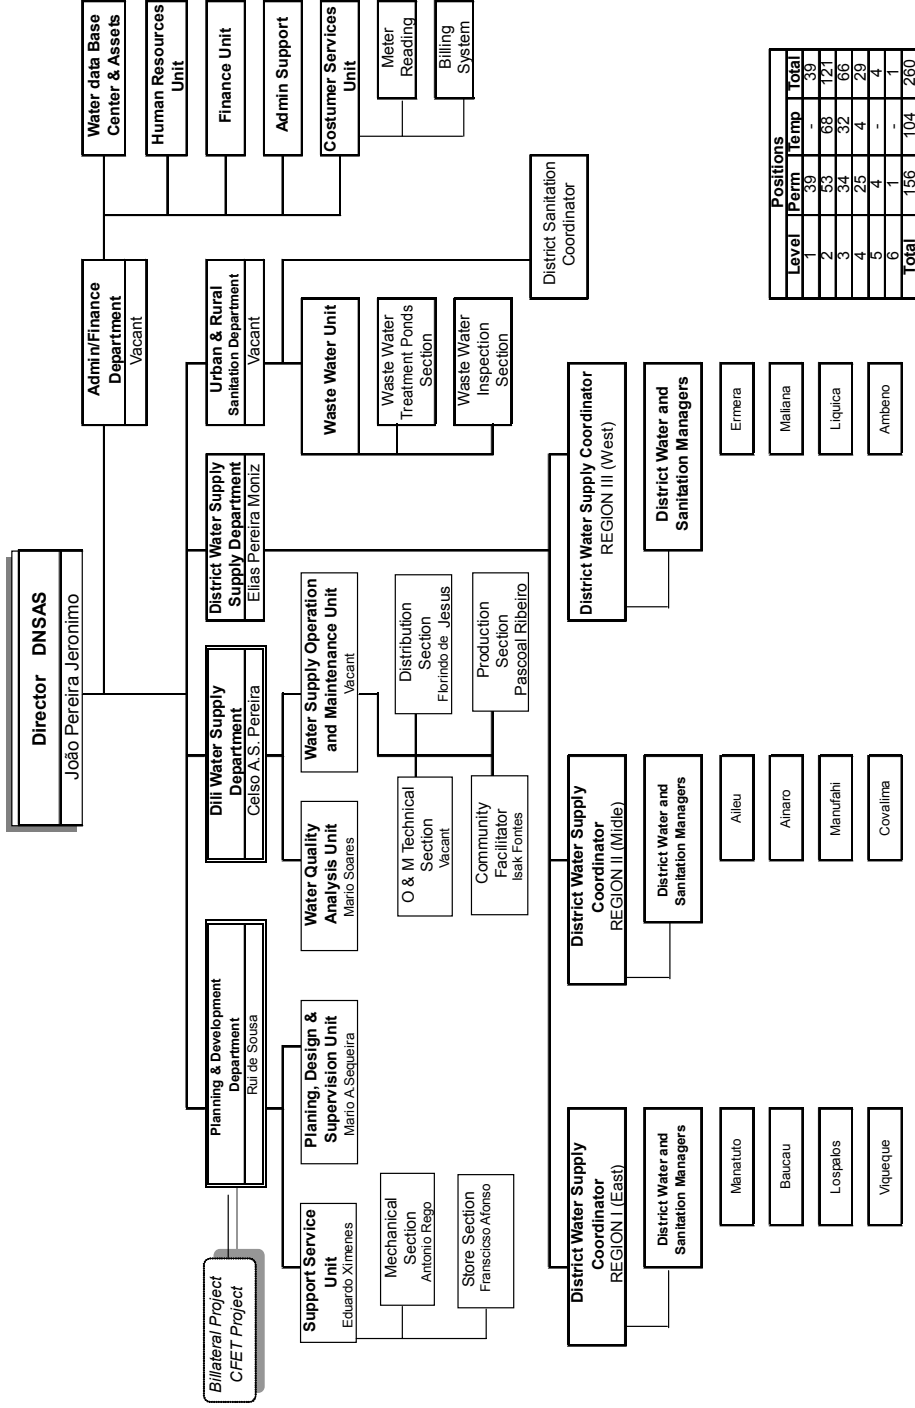 Director   DNSAS
João Pereira Jeronimo
Admin/Finance
Department
Vacant
Water data Base
Center & Assets
Human Resources
Unit
Finance Unit
Admin Support
Costumer Services
Unit
Meter
Reading
Billing
System
Billateral Project
CFET Project
Planning & Development
Department
Rui de Sousa
Dili Water Supply
Department
Celso A.S. Pereira
District Water Supply
Supply Department
Elias Pereira Moniz
Urban & Rural
Sanitation Department
Vacant
Support Service
Unit
Eduardo Ximenes
Mechanical
Section
Antonio Rego
Store Section
Franscicso Afonso
Planing, Design &
Supervision Unit
Mario A.Sequeira
Water Quality
Analysis Unit
Mario Soares
Water Supply Operation
and Maintenance Unit
Vacant
O & M Technical
Section
Vacant
Distribution
Section
Florindo de Jesus
Community
Facilitator
Isak Fontes
Production
Section
Pascoal Ribeiro
Waste Water Unit
Waste Water
Treatment Ponds
Section
Waste Water
Inspection
Section
District Sanitation
Coordinator
District Water Supply
Coordinator
REGION I (East)
District Water and
Sanitation Managers
Manatuto
Baucau
Lospalos
Viqueque
District Water Supply
Coordinator
REGION II (Midle)
District Water and
Sanitation Managers
Aileu
Ainaro
Manufahi
Covalima
District Water Supply Coordinator
REGION III (West)
District Water and
Sanitation Managers
Ermera
Maliana
Liquica
Ambeno
Positions
Level Perm Temp Total
1 39 - 39
2 53 68 121
3 34 32 66
4 25 4 29
5 4 - 4
6 1 - 1
Total 156 104 260